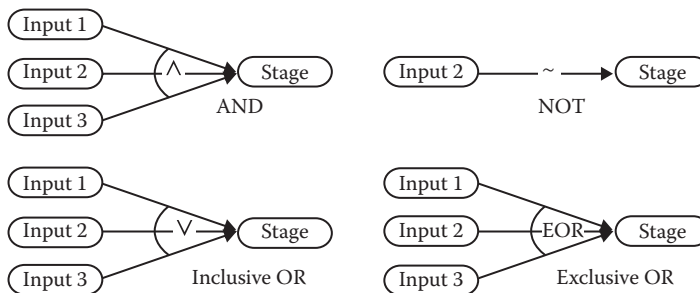 Input 1
Input 2
Input 3
∧
Stage
AND
Input 2
~
Stage
NOT
Input 1
Input 2
Input 3
∨
Stage
Inclusive OR
Input 1
Input 2
Input 3
EOR
Stage
Exclusive OR